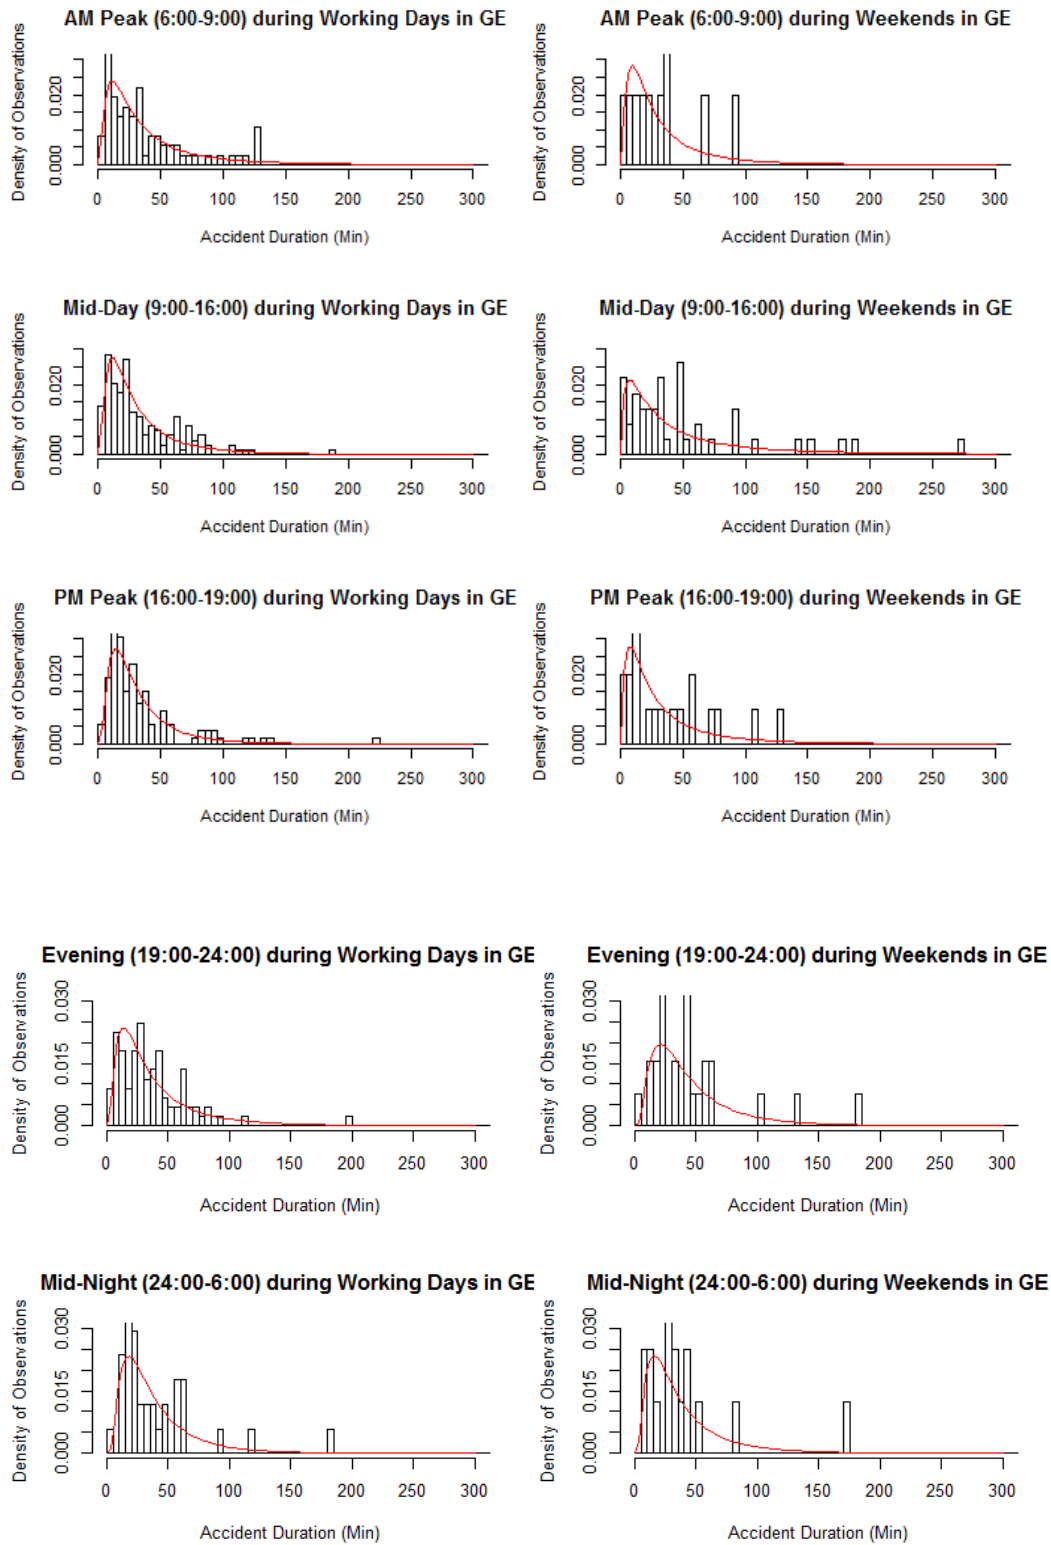 AM Peak (6:00-9:00) during Working Days in GE
Density of Observations
0.000 0.020
0 50 100 150 200 250 300
Accident Duration (Min)
AM Peak (6:00-9:00) during Weekends in GE
Density of Observations
0.000 0.020
0 50 100 150 200 250 300
Accident Duration (Min)
Mid-Day (9:00-16:00) during Working Days in GE
Density of Observations
0.000 0.020
0 50 100 150 200 250 300
Accident Duration (Min)
Mid-Day (9:00-16:00) during Weekends in GE
Density of Observations
0.000 0.020
0 50 100 150 200 250 300
Accident Duration (Min)
PM Peak (16:00-19:00) during Working Days in GE
Density of Observations
0.000 0.020
0 50 100 150 200 250 300
Accident Duration (Min)
PM Peak (16:00-19:00) during Weekends in GE
Density of Observations
0.000 0.020
0 50 100 150 200 250 300
Accident Duration (Min)
Evening (19:00-24:00) during Working Days in GE
Density of Observations
0.000 0.015 0.030
0 50 100 150 200 250 300
Accident Duration (Min)
Evening (19:00-24:00) during Weekends in GE
Density of Observations
0.000 0.015 0.030
0 50 100 150 200 250 300
Accident Duration (Min)
Mid-Night (24:00-6:00) during Working Days in GE
Density of Observations
0.000 0.015 0.030
0 50 100 150 200 250 300
Accident Duration (Min)
Mid-Night (24:00-6:00) during Weekends in GE
Density of Observations
0.000 0.015 0.030
0 50 100 150 200 250 300
Accident Duration (Min)